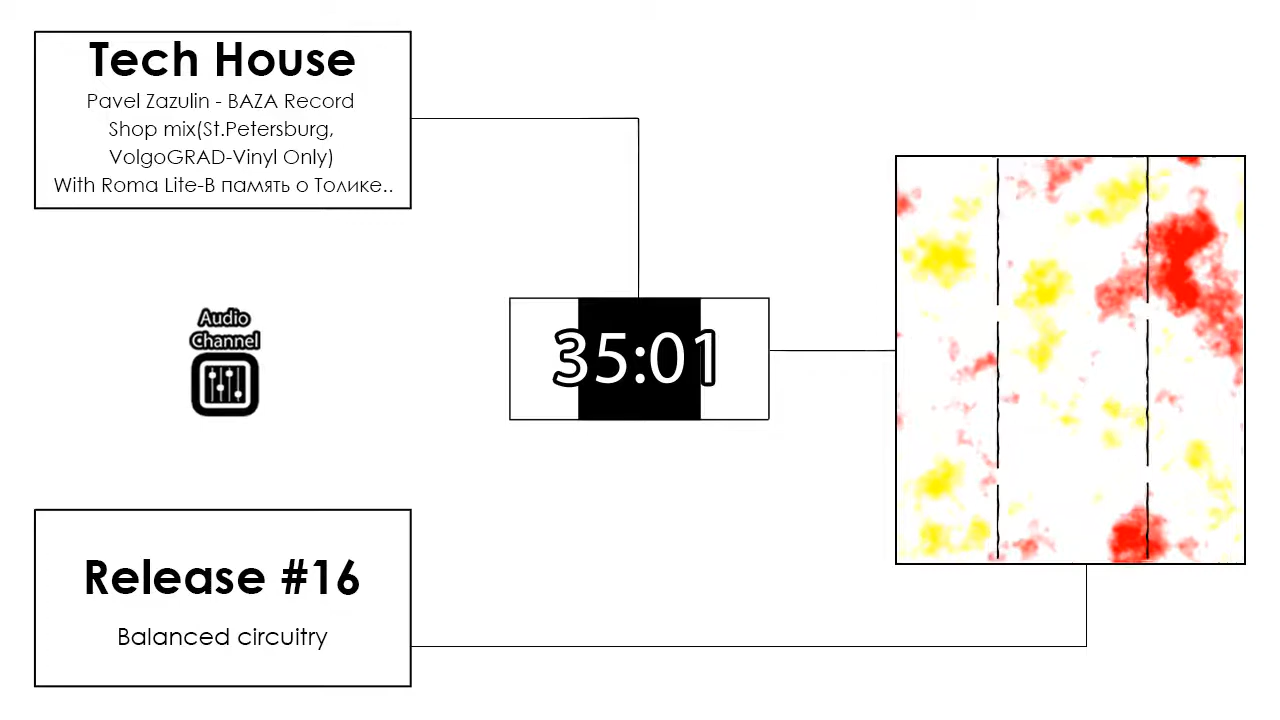 Tech House
Pavel Zazulin - BAZA Record
Shop mix(St.Petersburg,
VolgoGRAD-Vinyl Only)
With Roma Lite-В память о Толике..
Audio
Channel
35:01
Release #16
Balanced circuitry